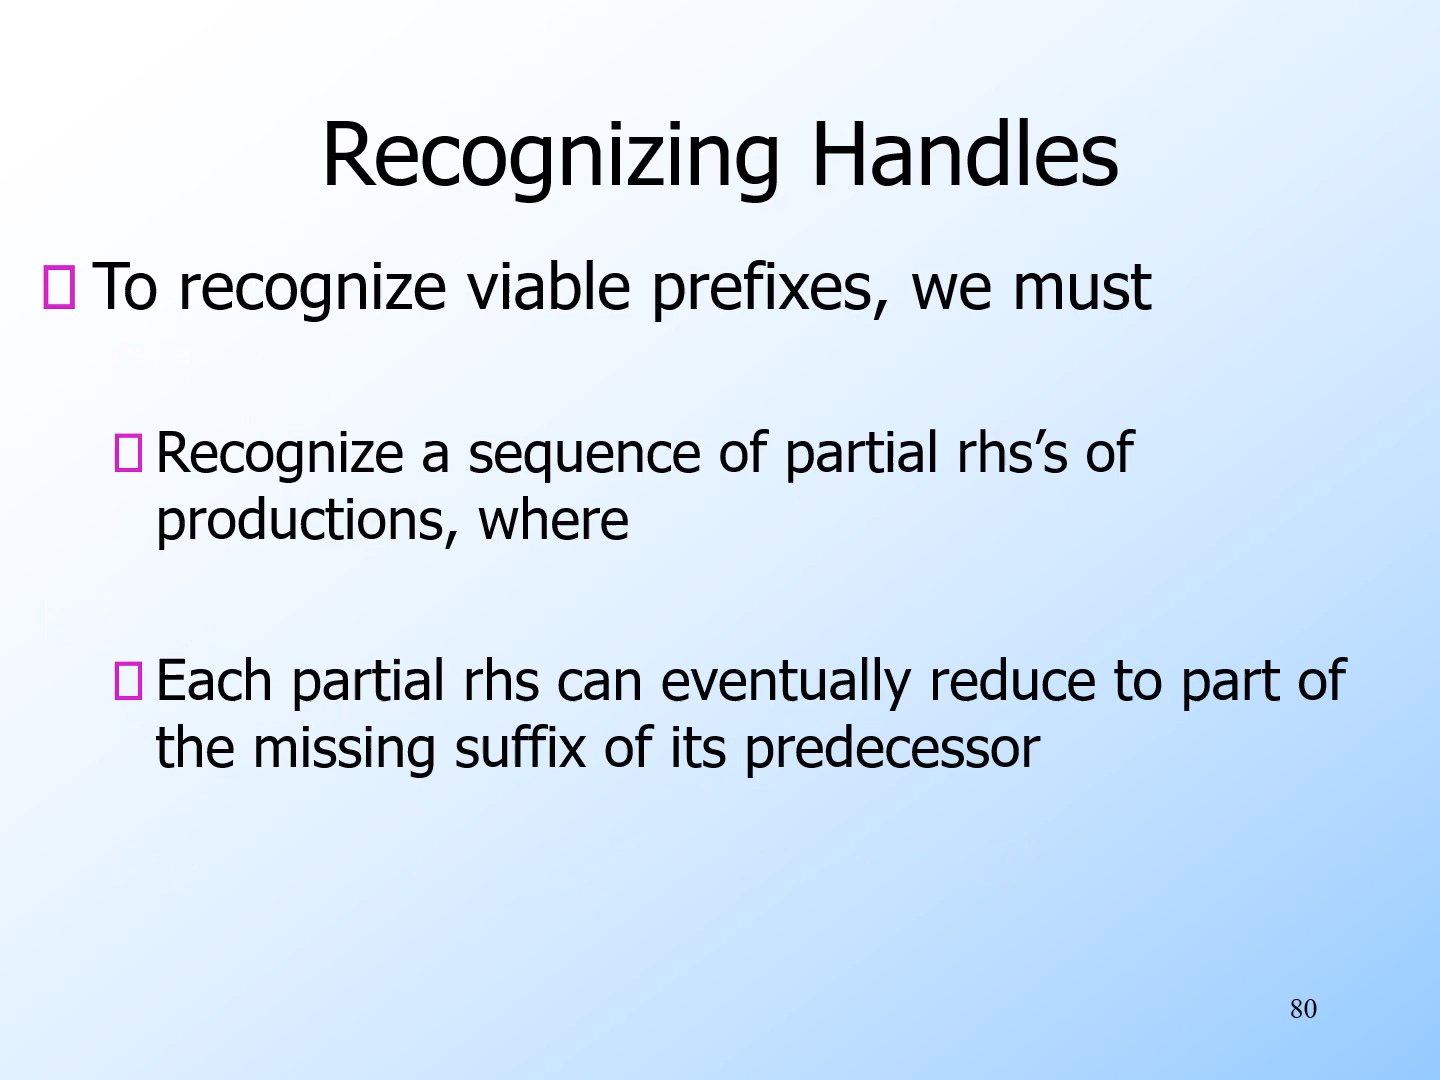 Recognizing Handles
To recognize viable prefixes, we must
Recognize a sequence of partial rhs’s of
productions, where
Each partial rhs can eventually reduce to part of
the missing suffix of its predecessor
80